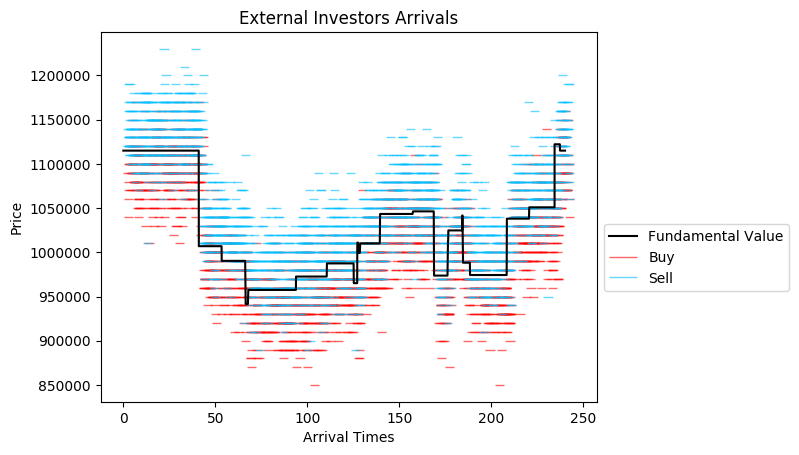 External Investors Arrivals
Price
1200000
1150000
1100000
1050000
1000000
950000
900000
850000
0
50
100
150
200
250
Arrival Times
Fundamental Value
Buy
Sell